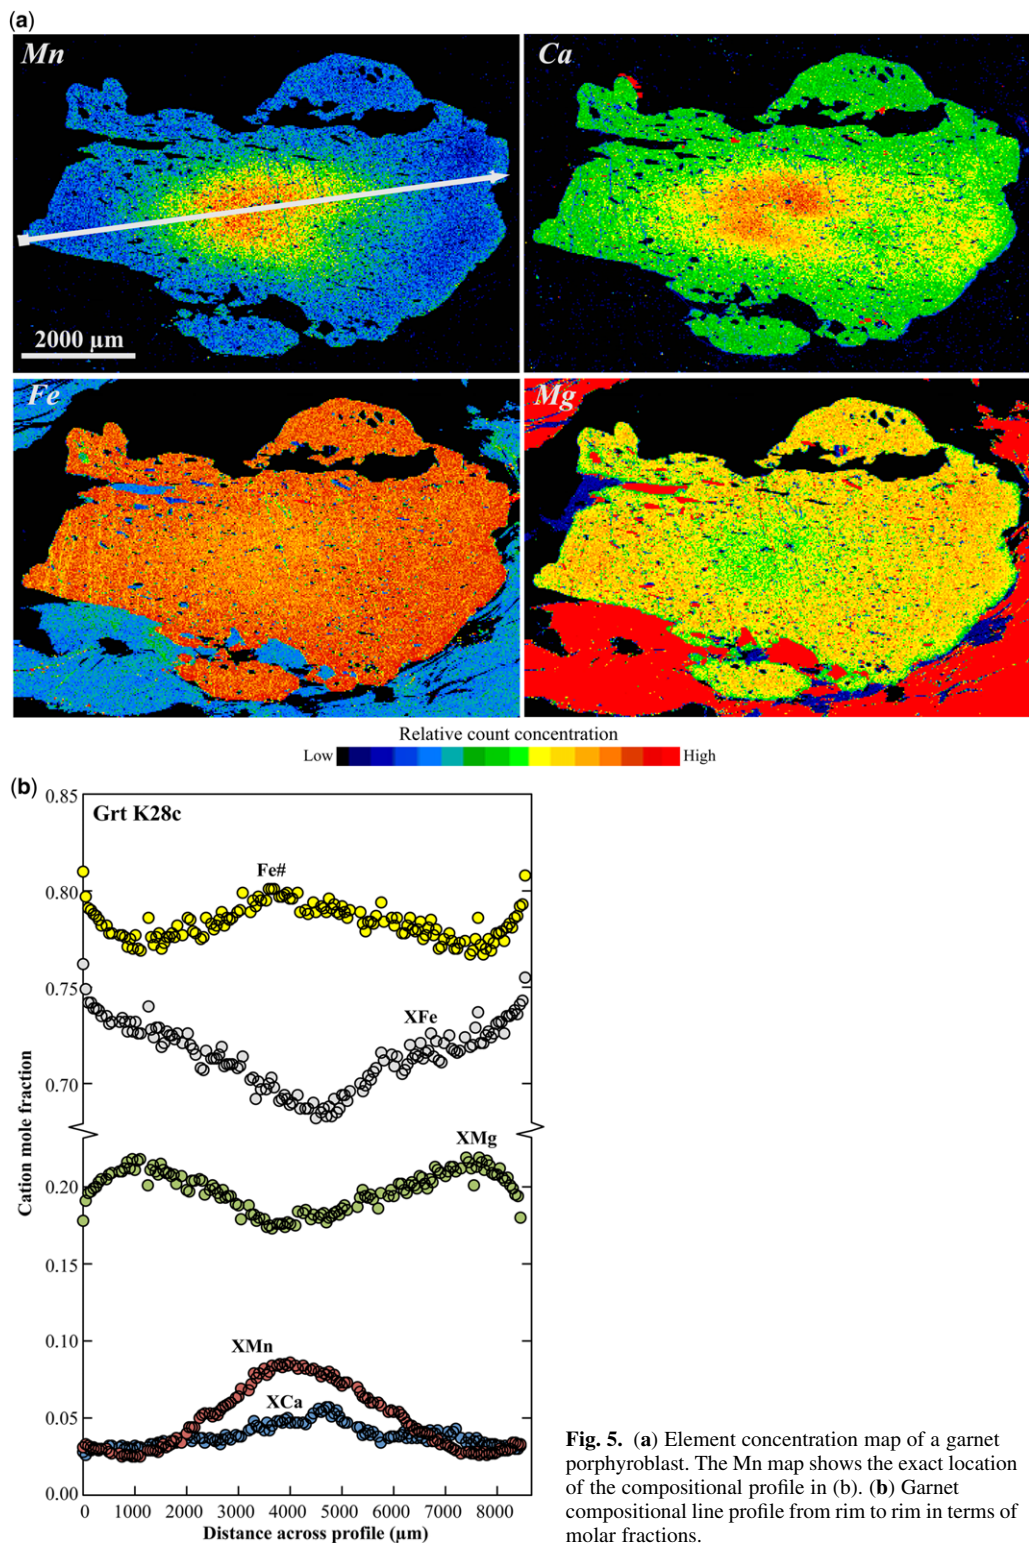 (a)
Mn
Ca
2000 µm
Fe
Mg
Relative count concentration
Low
High
(b)
0.85
Grt K28c
Fe#
0.80
0.75
XFe
0.70
Cation mole fraction
XMg
0.20
0.15
0.10
XMn
XCa
0.05
0.00
0 1000 2000 3000 4000 5000 6000 7000 8000
Distance across profile (µm)
Fig. 5. (a) Element concentration map of a garnet
porphyroblast. The Mn map shows the exact location
of the compositional profile in (b). (b) Garnet
compositional line profile from rim to rim in terms of
molar fractions.